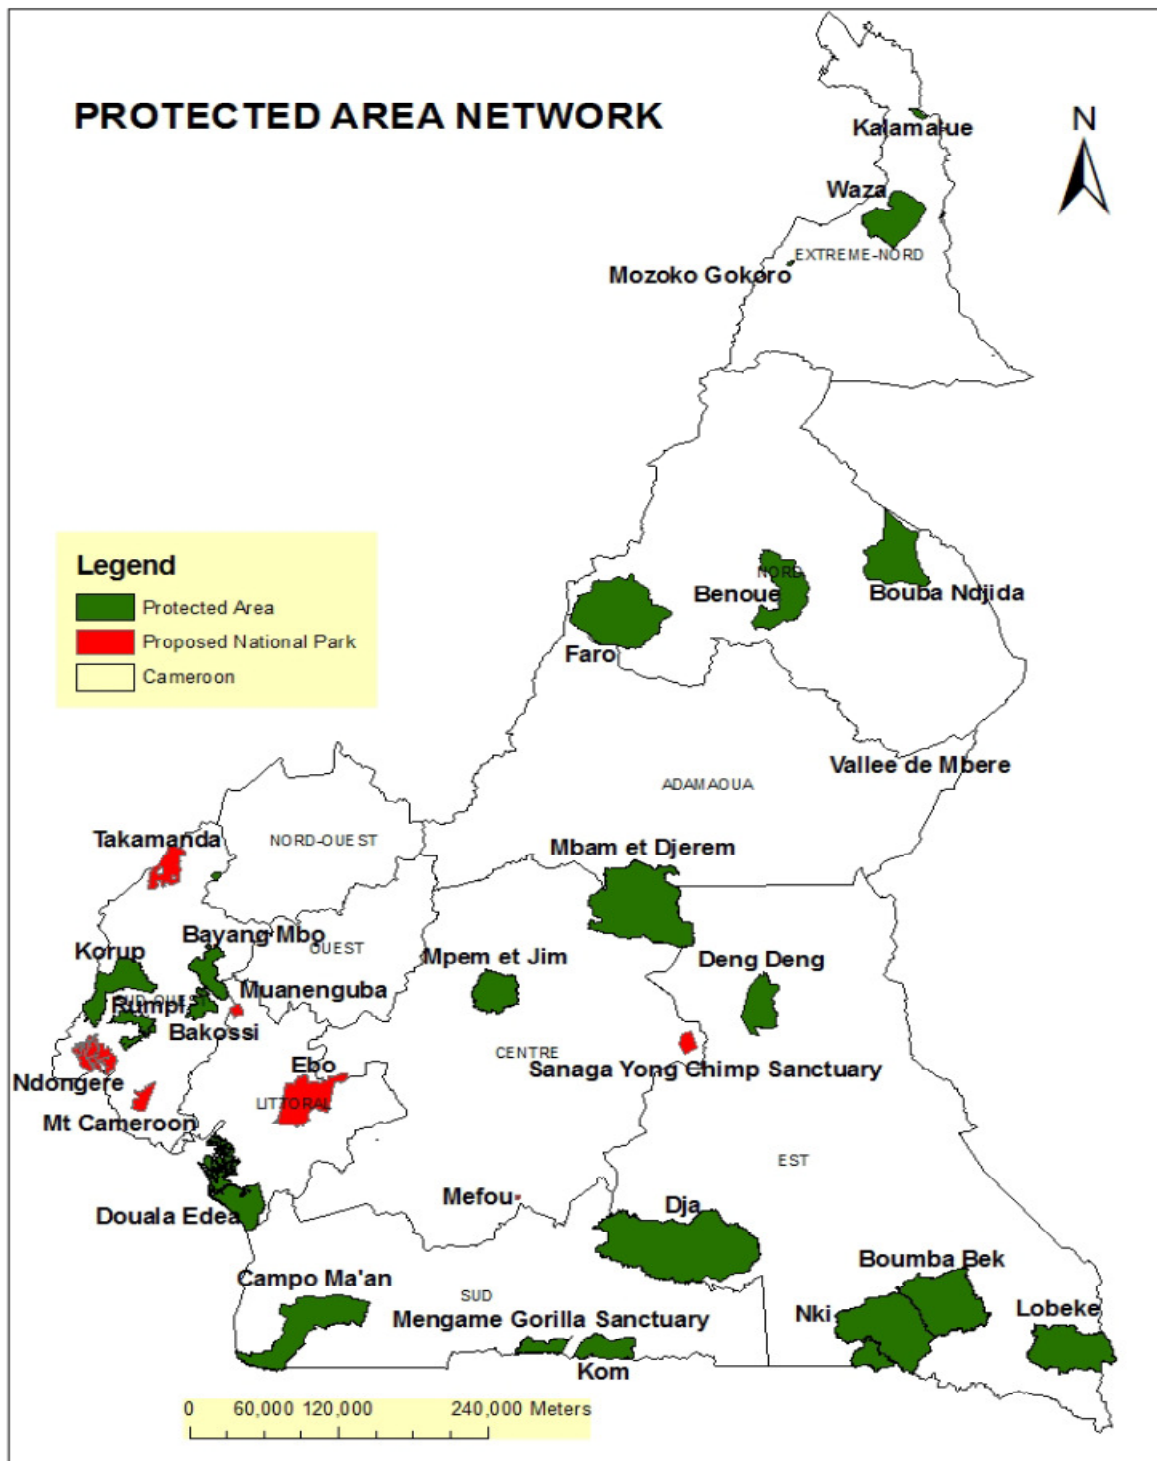 PROTECTED AREA NETWORK
N
Kalamalue
Waza
EXTREME-NORD
Mozoko Gokoro
Legend
Protected Area
Proposed National Park
Cameroon
NORD
Benoue
Bouba Ndjida
Faro
Vallee de Mbere
ADAMAOUA
Takamanda
NORD-OUEST
Mbam et Djerem
Bayang Mbo
Korup
OUEST
Mpem et Jim
Deng Deng
Muanenguba
SUD-OUEST
Rumpi
Bakossi
CENTRE
Ebo
Sanaga Yong Chimp Sanctuary
Ndongere
LITTORAL
Mt Cameroon
EST
Mefou
Dja
Douala Edea
Boumba Bek
Campo Ma'an
SUD
Lobeke
Nki
Mengame Gorilla Sanctuary
Kom
0 60,000 120,000 240,000 Meters